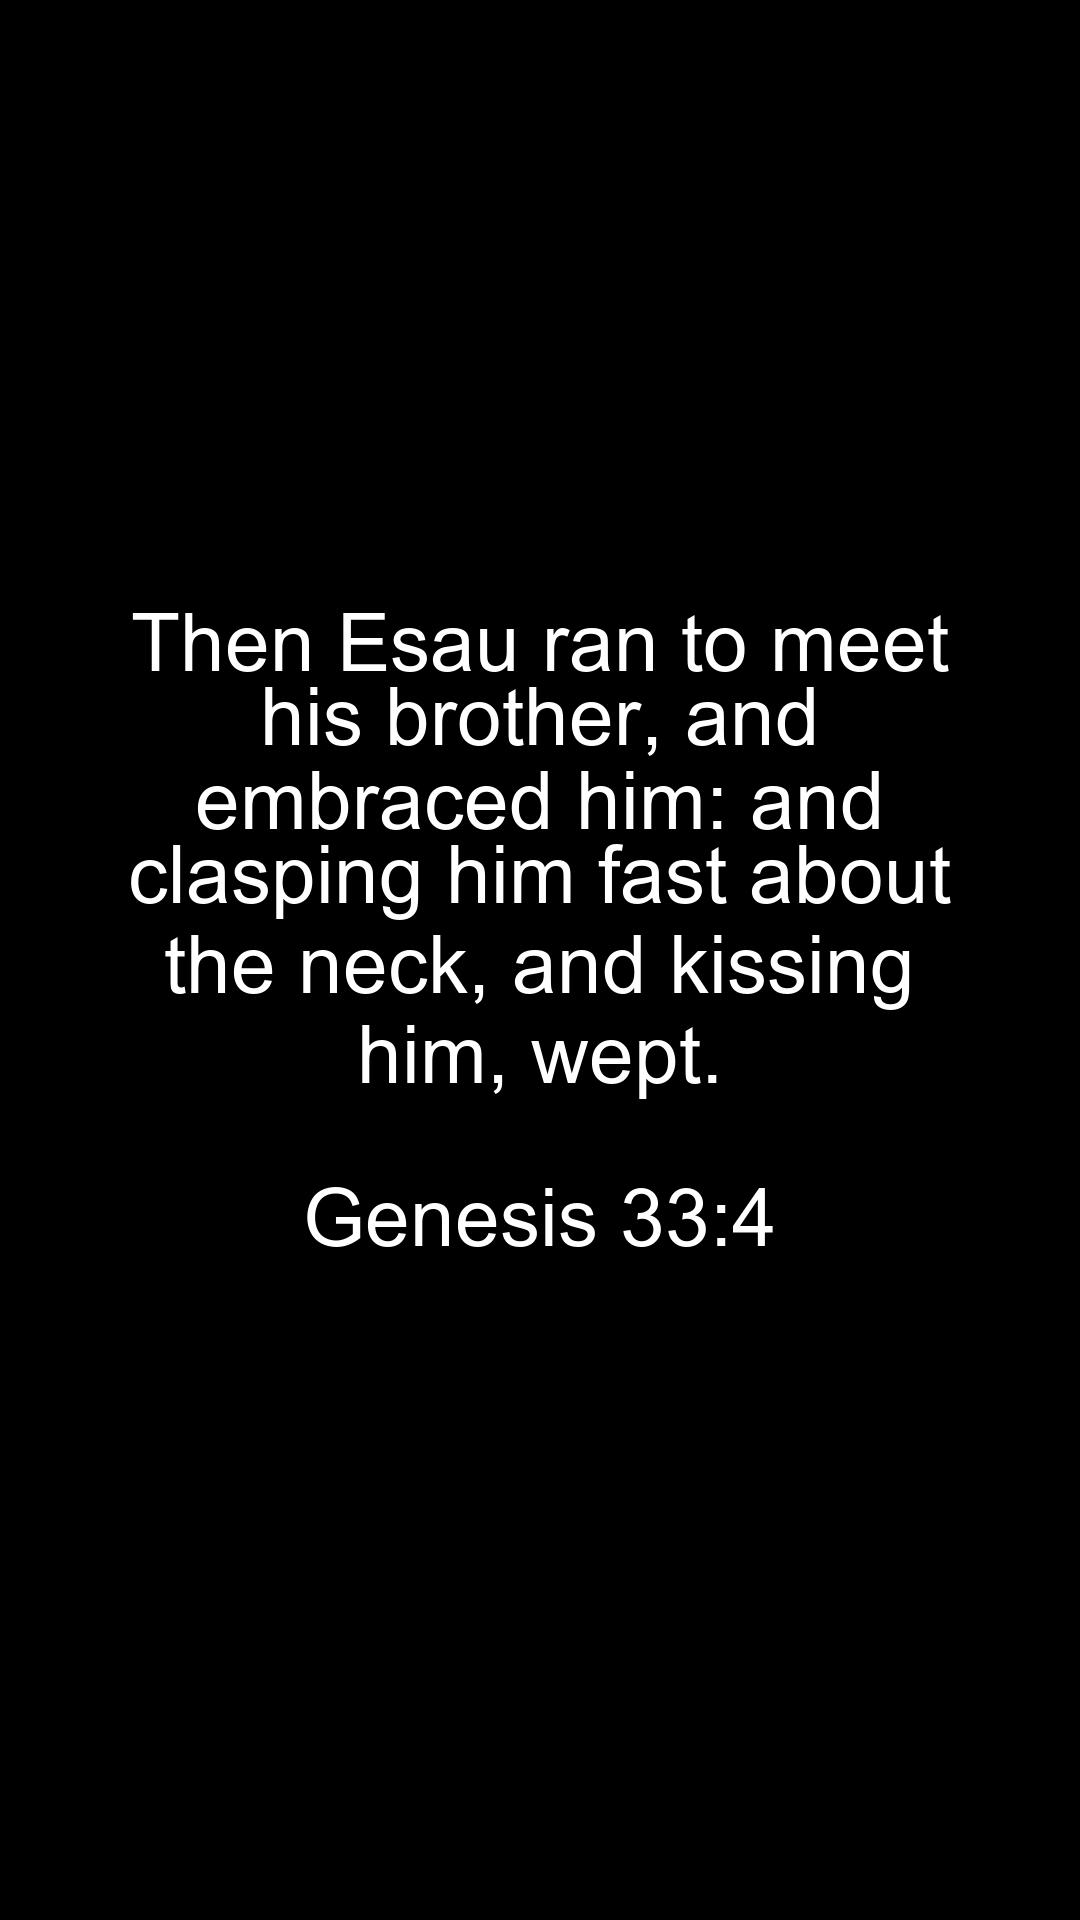 Then Esau ran to meet
his brother, and
embraced him: and
clasping him fast about
the neck, and kissing
him, wept.
Genesis 33:4